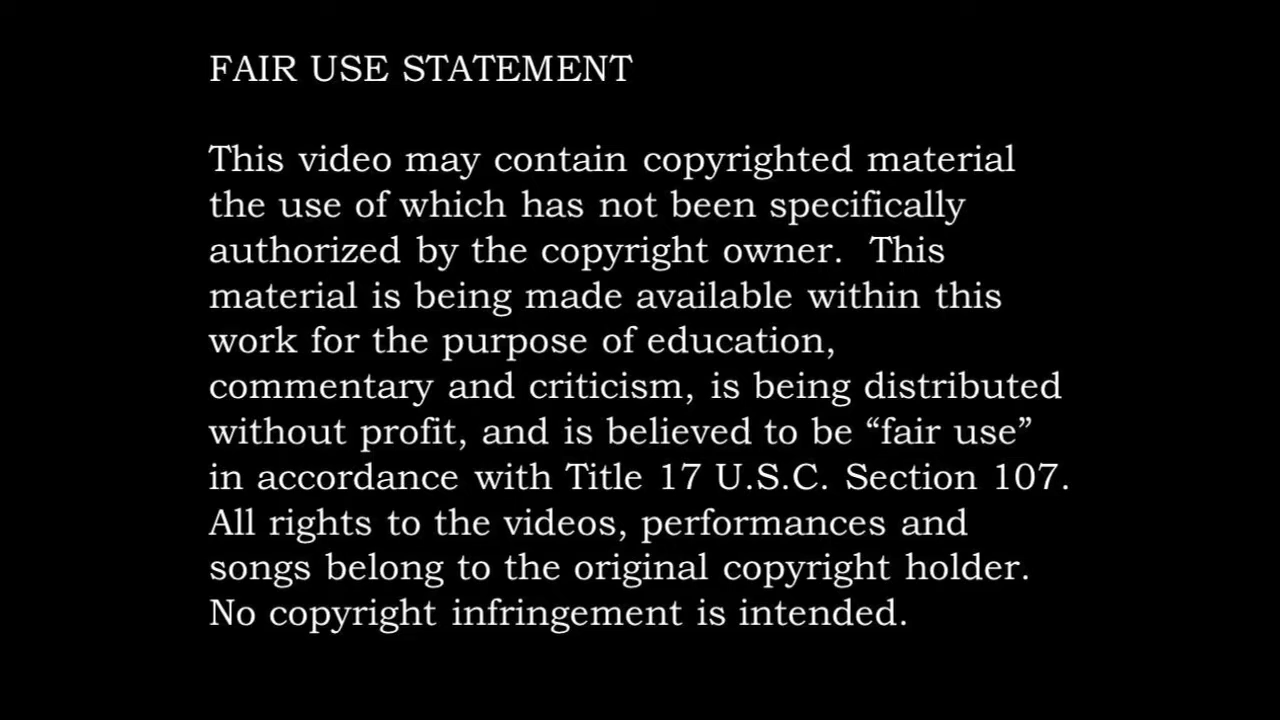 FAIR USE STATEMENT
This video may contain copyrighted material
the use of which has not been specifically
authorized by the copyright owner.  This
material is being made available within this
work for the purpose of education,
commentary and criticism, is being distributed
without profit, and is believed to be “fair use”
in accordance with Title 17 U.S.C. Section 107.
All rights to the videos, performances and
songs belong to the original copyright holder.
No copyright infringement is intended.